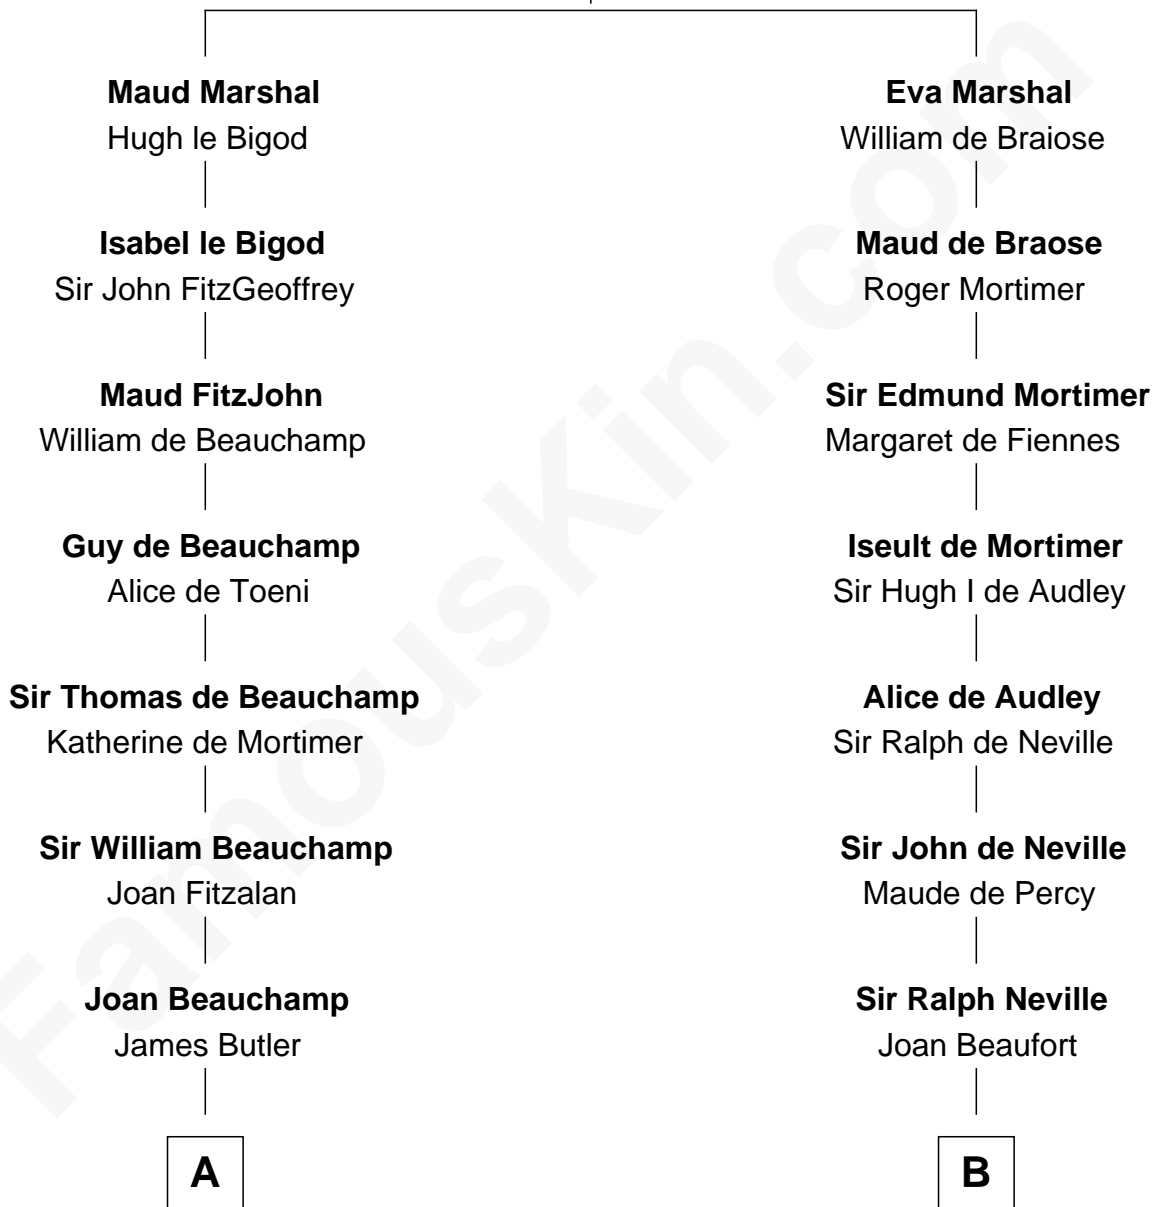 Maud Marshal
Hugh le Bigod
Isabel le Bigod
Sir John FitzGeoffrey
Maud FitzJohn
William de Beauchamp
Guy de Beauchamp
Alice de Toeni
Sir Thomas de Beauchamp
Katherine de Mortimer
Sir William Beauchamp
Joan Fitzalan
Joan Beauchamp
James Butler
A
Eva Marshal
William de Braiose
Maud de Braose
Roger Mortimer
Sir Edmund Mortimer
Margaret de Fiennes
Iseult de Mortimer
Sir Hugh I de Audley
Alice de Audley
Sir Ralph de Neville
Sir John de Neville
Maude de Percy
Sir Ralph Neville
Joan Beaufort
B
FamousKin.com